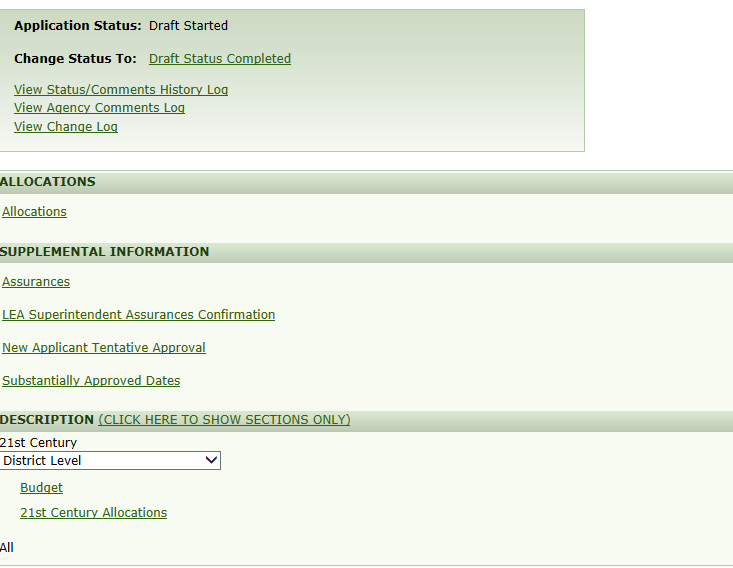 Application Status: Draft Started
Change Status To: Draft Status Completed
View Status/Comments History Log
View Agency Comments Log
View Change Log
ALLOCATIONS
Allocations
SUPPLEMENTAL INFORMATION
Assurances
LEA Superintendent Assurances Confirmation
New Applicant Tentative Approval
Substantially Approved Dates
DESCRIPTION (CLICK HERE TO SHOW SECTIONS ONLY)
21st Century
District Level
Budget
21st Century Allocations
All